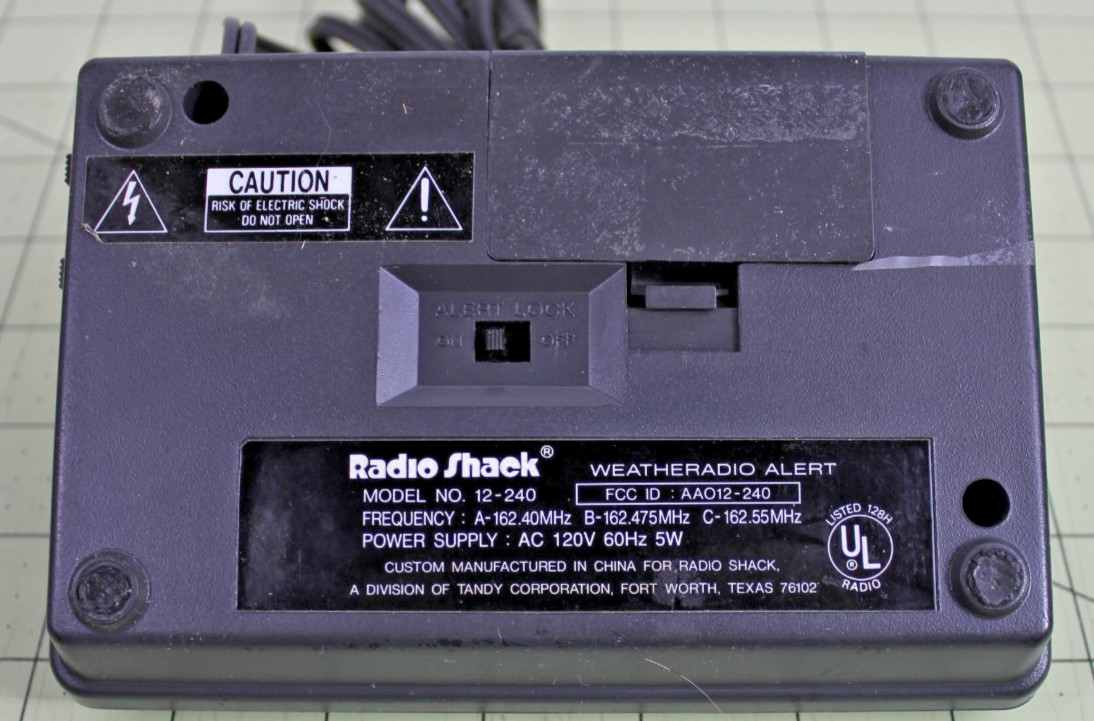 CAUTION
RISK OF ELECTRIC SHOCK
DO NOT OPEN
ALERT LOCK
ON OFF
Radio Shack®
WEATHERADIO ALERT
MODEL NO. 12-240
FCC ID : AAO12-240
FREQUENCY : A-162.40MHz B-162.475MHz C-162.55MHz
POWER SUPPLY : AC 120V 60Hz 5W
LISTED 128H
UL®
RADIO
CUSTOM MANUFACTURED IN CHINA FOR RADIO SHACK,
A DIVISION OF TANDY CORPORATION, FORT WORTH, TEXAS 76102